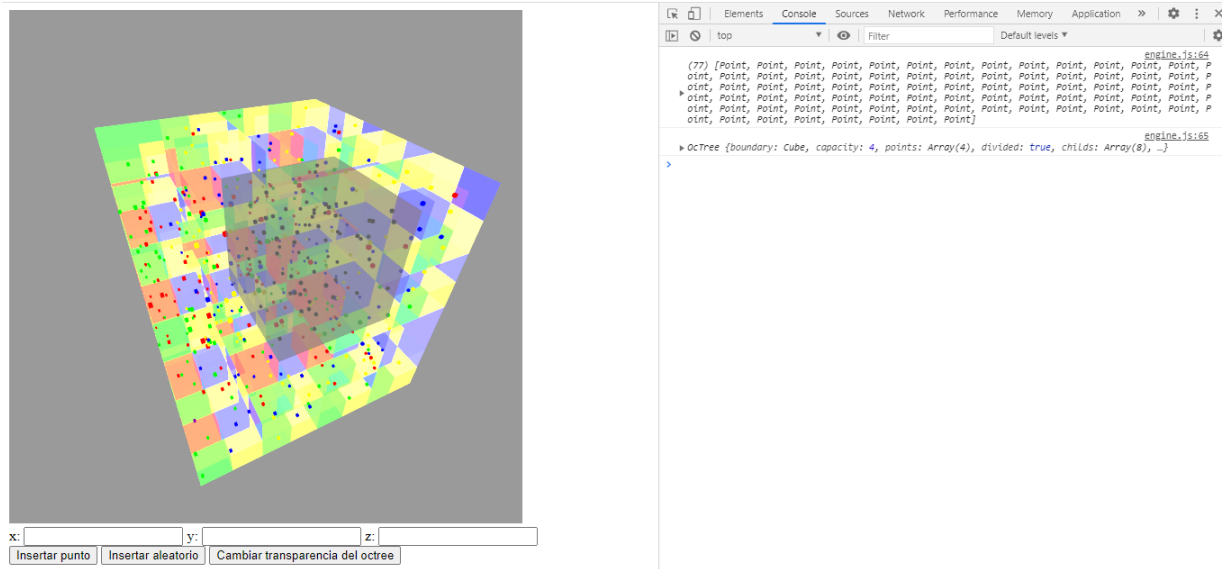 Elements Console Sources Network Performance Memory Application »
top Filter Default levels ▼
engine.js:64
(77) [Point, Point, Point, Point, Point, Point, Point, Point, Point, Point, Point, Point, Point, P
oint, Point, Point, Point, Point, Point, Point, Point, Point, Point, Point, Point, Point, Point, P
oint, Point, Point, Point, Point, Point, Point, Point, Point, Point, Point, Point, Point, Point, P
oint, Point, Point, Point, Point, Point, Point, Point, Point, Point, Point, Point, Point, Point, P
oint, Point, Point, Point, Point, Point, Point, Point, Point, Point, Point, Point, Point, Point, P
oint, Point, Point, Point, Point, Point, Point, Point]
engine.js:65
OcTree {boundary: Cube, capacity: 4, points: Array(4), divided: true, childs: Array(8), …}
x: y: z:
Insertar punto Insertar aleatorio Cambiar transparencia del octree